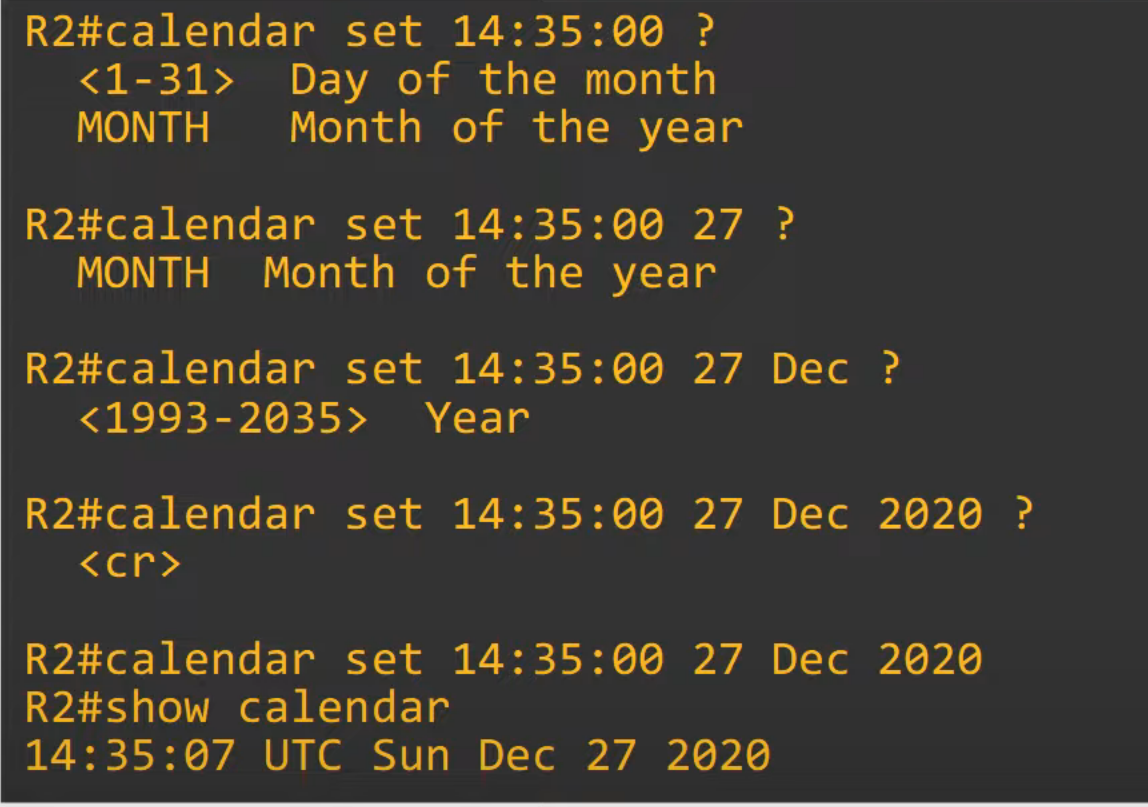 R2#calendar set 14:35:00 ?
<1-31> Day of the month
MONTH Month of the year
R2#calendar set 14:35:00 27 ?
MONTH Month of the year
R2#calendar set 14:35:00 27 Dec ?
<1993-2035> Year
R2#calendar set 14:35:00 27 Dec 2020 ?
<cr>
R2#calendar set 14:35:00 27 Dec 2020
R2#show calendar
14:35:07 UTC Sun Dec 27 2020